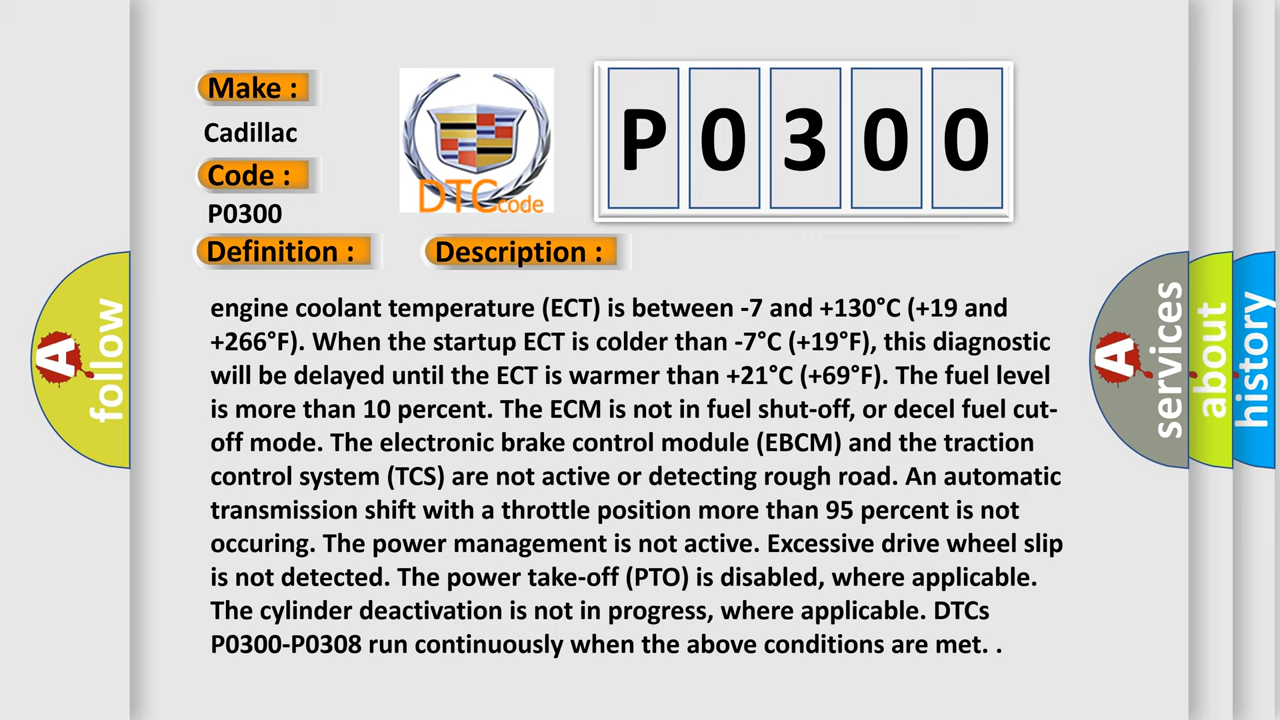 Make :
Cadillac
Code :
P0300
Definition :
Description :
DTCcode
P 0 3 0 0
engine coolant temperature (ECT) is between -7 and +130°C (+19 and
+266°F). When the startup ECT is colder than -7°C (+19°F), this diagnostic
will be delayed until the ECT is warmer than +21°C (+69°F). The fuel level
is more than 10 percent. The ECM is not in fuel shut-off, or decel fuel cut-
off mode. The electronic brake control module (EBCM) and the traction
control system (TCS) are not active or detecting rough road. An automatic
transmission shift with a throttle position more than 95 percent is not
occuring. The power management is not active. Excessive drive wheel slip
is not detected. The power take-off (PTO) is disabled, where applicable.
The cylinder deactivation is not in progress, where applicable. DTCs
P0300-P0308 run continuously when the above conditions are met. .
A
follow
A
services
about
history